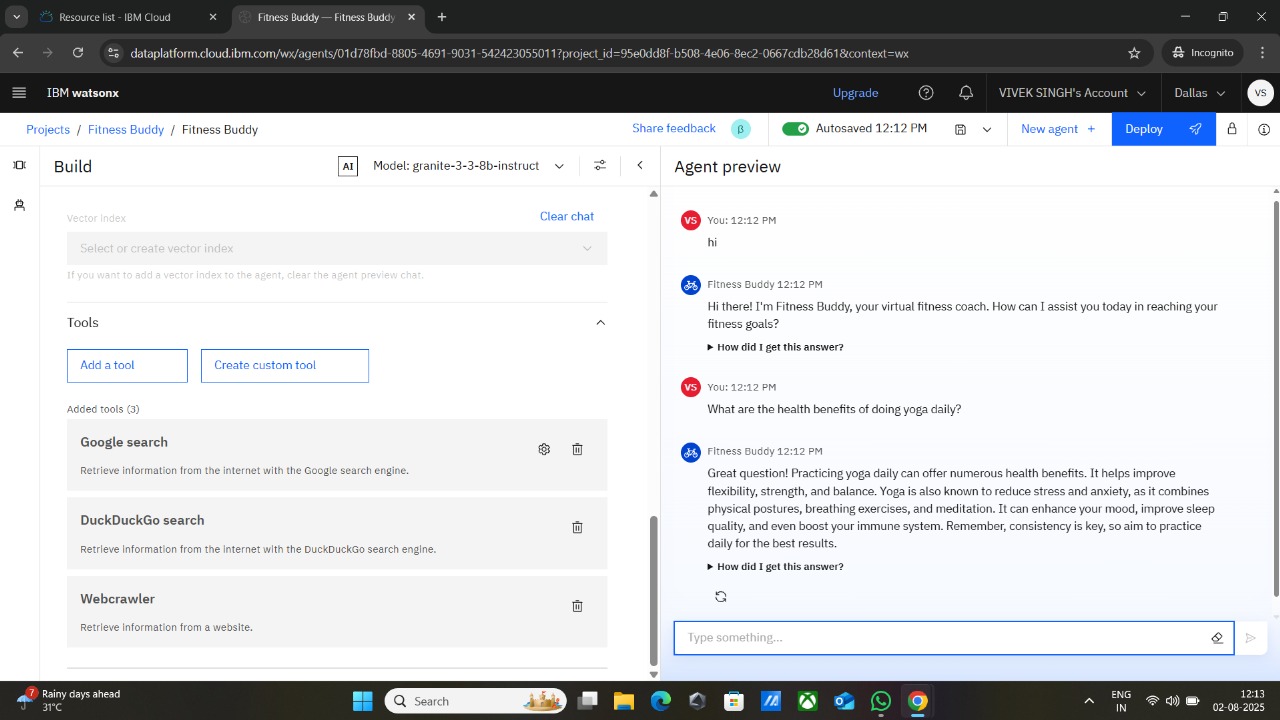 Resource list - IBM Cloud
Fitness Buddy — Fitness Buddy
dataplatform.cloud.ibm.com/wx/agents/01d78fbd-8805-4691-9031-542423055011?project_id=95e0dd8f-b508-4e06-8ec2-0667cdb28d61&context=wx
Incognito
IBM watsonx
Upgrade
VIVEK SINGH's Account
Dallas
VS
Projects / Fitness Buddy / Fitness Buddy
Share feedback
β
Autosaved 12:12 PM
New agent +
Deploy
Build
AI
Model: granite-3-3-8b-instruct
Agent preview
Vector index
Clear chat
Select or create vector index
If you want to add a vector index to the agent, clear the agent preview chat.
Tools
Add a tool
Create custom tool
Added tools (3)
Google search
Retrieve information from the internet with the Google search engine.
DuckDuckGo search
Retrieve information from the internet with the DuckDuckGo search engine.
Webcrawler
Retrieve information from a website.
VS
You: 12:12 PM
hi
Fitness Buddy 12:12 PM
Hi there! I'm Fitness Buddy, your virtual fitness coach. How can I assist you today in reaching your
fitness goals?
How did I get this answer?
VS
You: 12:12 PM
What are the health benefits of doing yoga daily?
Fitness Buddy 12:12 PM
Great question! Practicing yoga daily can offer numerous health benefits. It helps improve
flexibility, strength, and balance. Yoga is also known to reduce stress and anxiety, as it combines
physical postures, breathing exercises, and meditation. It can enhance your mood, improve sleep
quality, and even boost your immune system. Remember, consistency is key, so aim to practice
daily for the best results.
How did I get this answer?
Type something...
7
Rainy days ahead
31°C
Search
ENG
IN
12:13
02-08-2025